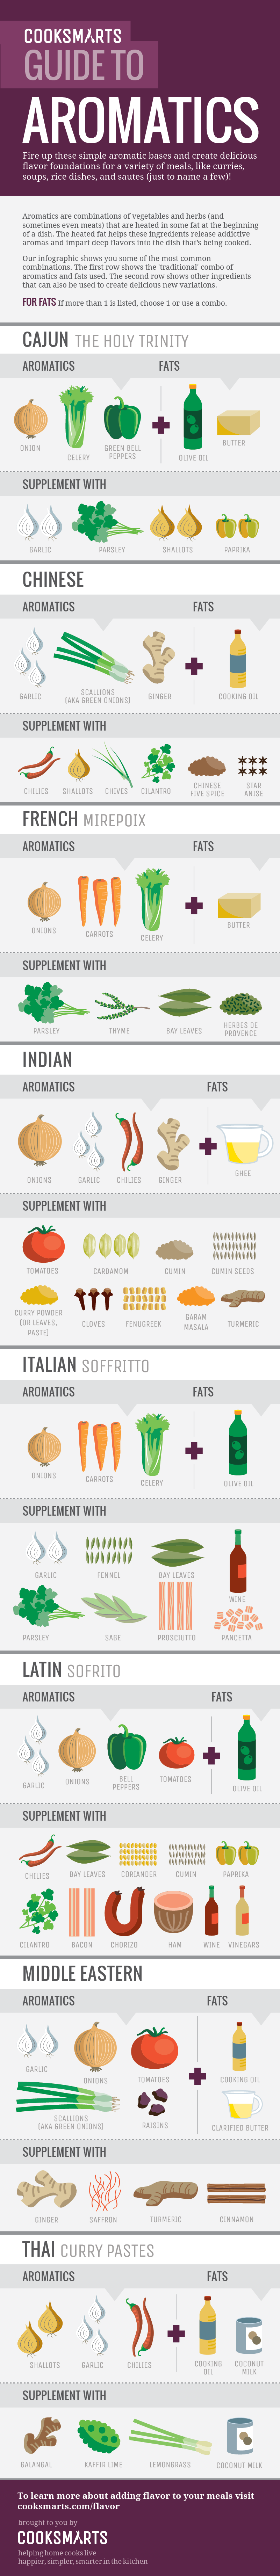 COOKSMARTS
GUIDE TO
AROMATICS
Fire up these simple aromatic bases and create delicious
flavor foundations for a variety of meals, like curries,
soups, rice dishes, and sautes (just to name a few)!
Aromatics are combinations of vegetables and herbs (and
sometimes even meats) that are heated in some fat at the beginning
of a dish. The heated fat helps these ingredients release addictive
aromas and impart deep flavors into the dish that's being cooked.
Our infographic shows you some of the most common
combinations. The first row shows the 'traditional' combo of
aromatics and fats used. The second row shows other ingredients
that can also be used to create delicious new variations.
FOR FATS If more than 1 is listed, choose 1 or use a combo.
CAJUN THE HOLY TRINITY
AROMATICS FATS
ONION
CELERY
GREEN BELL
PEPPERS
OLIVE OIL
BUTTER
SUPPLEMENT WITH
GARLIC PARSLEY SHALLOTS PAPRIKA
CHINESE
AROMATICS FATS
GARLIC
SCALLIONS
(AKA GREEN ONIONS)
GINGER
COOKING OIL
SUPPLEMENT WITH
CHILIES SHALLOTS CHIVES CILANTRO
CHINESE
FIVE SPICE
STAR
ANISE
FRENCH MIREPOIX
AROMATICS FATS
ONIONS
CARROTS
CELERY
BUTTER
SUPPLEMENT WITH
PARSLEY THYME BAY LEAVES
HERBES DE
PROVENCE
INDIAN
AROMATICS FATS
ONIONS GARLIC CHILIES GINGER
GHEE
SUPPLEMENT WITH
TOMATOES CARDAMOM CUMIN CUMIN SEEDS
CURRY POWDER
(OR LEAVES,
PASTE)
CLOVES FENUGREEK
GARAM
MASALA
TURMERIC
ITALIAN SOFFRITTO
AROMATICS FATS
ONIONS
CARROTS
CELERY
OLIVE OIL
SUPPLEMENT WITH
GARLIC FENNEL BAY LEAVES
WINE
PARSLEY SAGE PROSCIUTTO PANCETTA
LATIN SOFRITO
AROMATICS FATS
GARLIC
ONIONS
BELL
PEPPERS
TOMATOES
OLIVE OIL
SUPPLEMENT WITH
CHILIES BAY LEAVES CORIANDER CUMIN PAPRIKA
CILANTRO BACON CHORIZO HAM WINE VINEGARS
MIDDLE EASTERN
AROMATICS FATS
GARLIC
ONIONS
TOMATOES
COOKING OIL
SCALLIONS
(AKA GREEN ONIONS)
RAISINS
CLARIFIED BUTTER
SUPPLEMENT WITH
GINGER SAFFRON TURMERIC CINNAMON
THAI CURRY PASTES
AROMATICS FATS
SHALLOTS GARLIC CHILIES
COOKING
OIL
COCONUT
MILK
SUPPLEMENT WITH
GALANGAL KAFFIR LIME LEMONGRASS COCONUT MILK
To learn more about adding flavor to your meals visit
cooksmarts.com/flavor
brought to you by
COOKSMARTS
helping home cooks live
happier, simpler, smarter in the kitchen